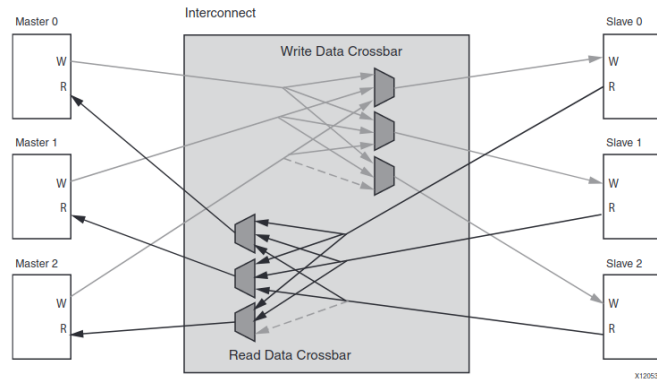 Interconnect
Master 0
Slave 0
Write Data Crossbar
W
R
W
R
Master 1
Slave 1
W
R
W
R
Master 2
Slave 2
W
R
W
R
Read Data Crossbar
X12053